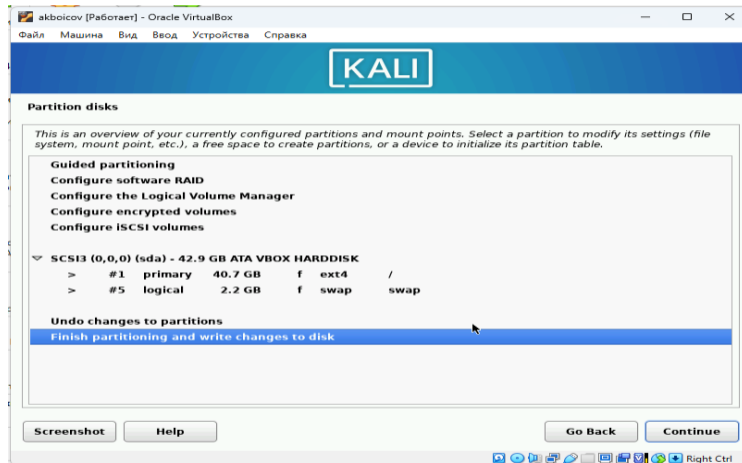 akboicov [Работает] - Oracle VirtualBox
Файл Машина Вид Ввод Устройства Справка
KALI
Partition disks
This is an overview of your currently configured partitions and mount points. Select a partition to modify its settings (file
system, mount point, etc.), a free space to create partitions, or a device to initialize its partition table.
Guided partitioning
Configure software RAID
Configure the Logical Volume Manager
Configure encrypted volumes
Configure iSCSI volumes
SCSI3 (0,0,0) (sda) - 42.9 GB ATA VBOX HARDDISK
> #1 primary 40.7 GB f ext4 /
> #5 logical 2.2 GB f swap swap
Undo changes to partitions
Finish partitioning and write changes to disk
Screenshot Help Go Back Continue
Right Ctrl